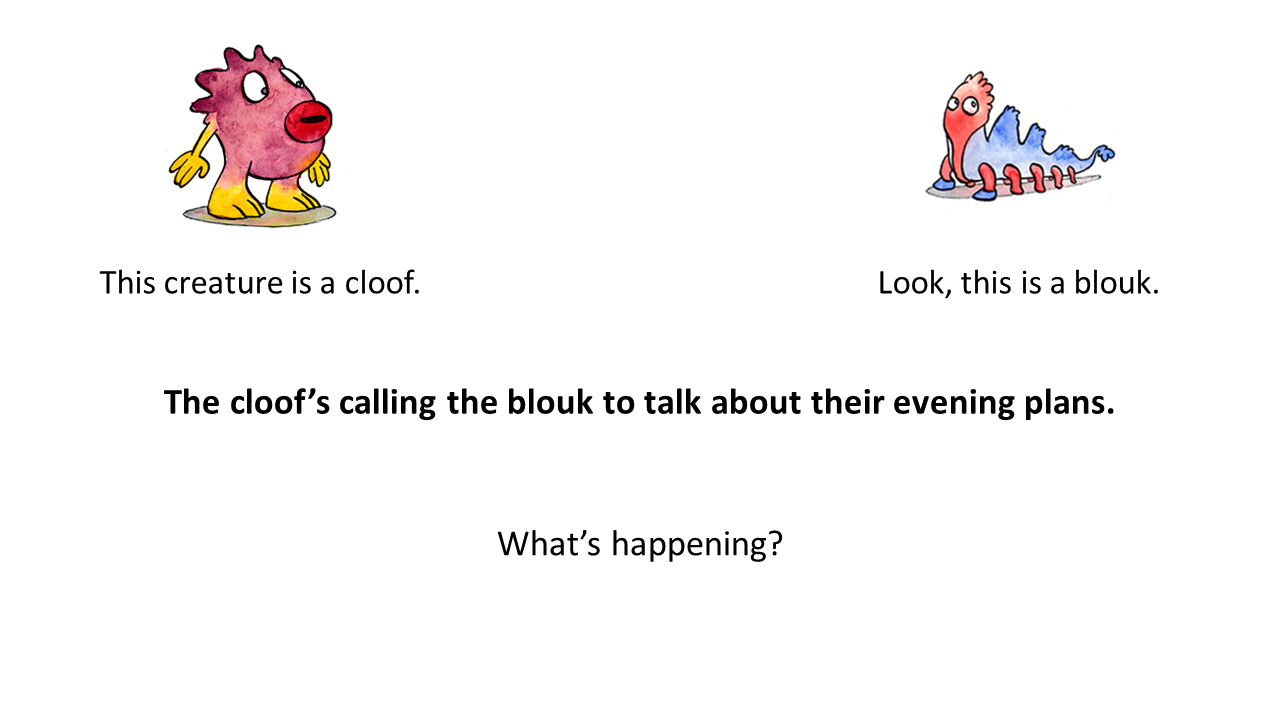 This creature is a cloof.
Look, this is a blouk.
The cloof’s calling the blouk to talk about their evening plans.
What’s happening?